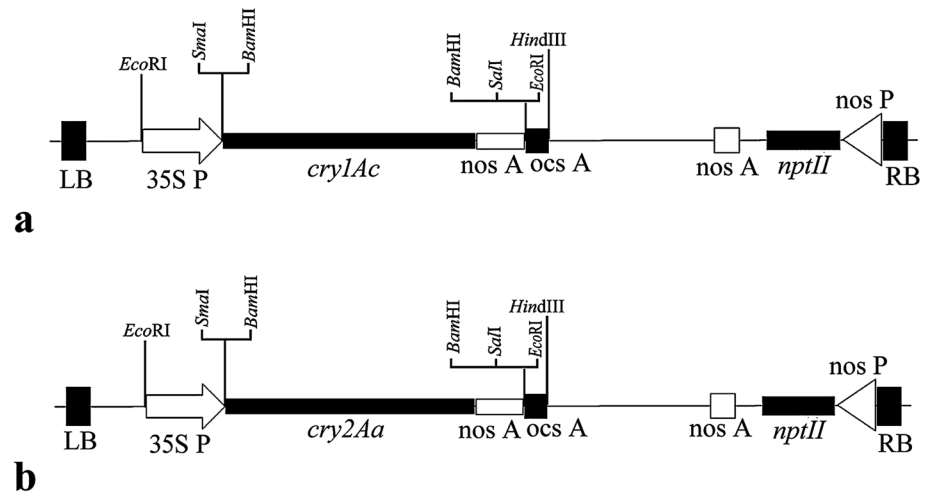 EcoRI SmaI BamHI BamHI SalI EcoRI HindIII
nos P
LB 35S P cry1Ac nos A ocs A nos A nptII RB
a
EcoRI SmaI BamHI BamHI SalI EcoRI HindIII
nos P
LB 35S P cry2Aa nos A ocs A nos A nptII RB
b